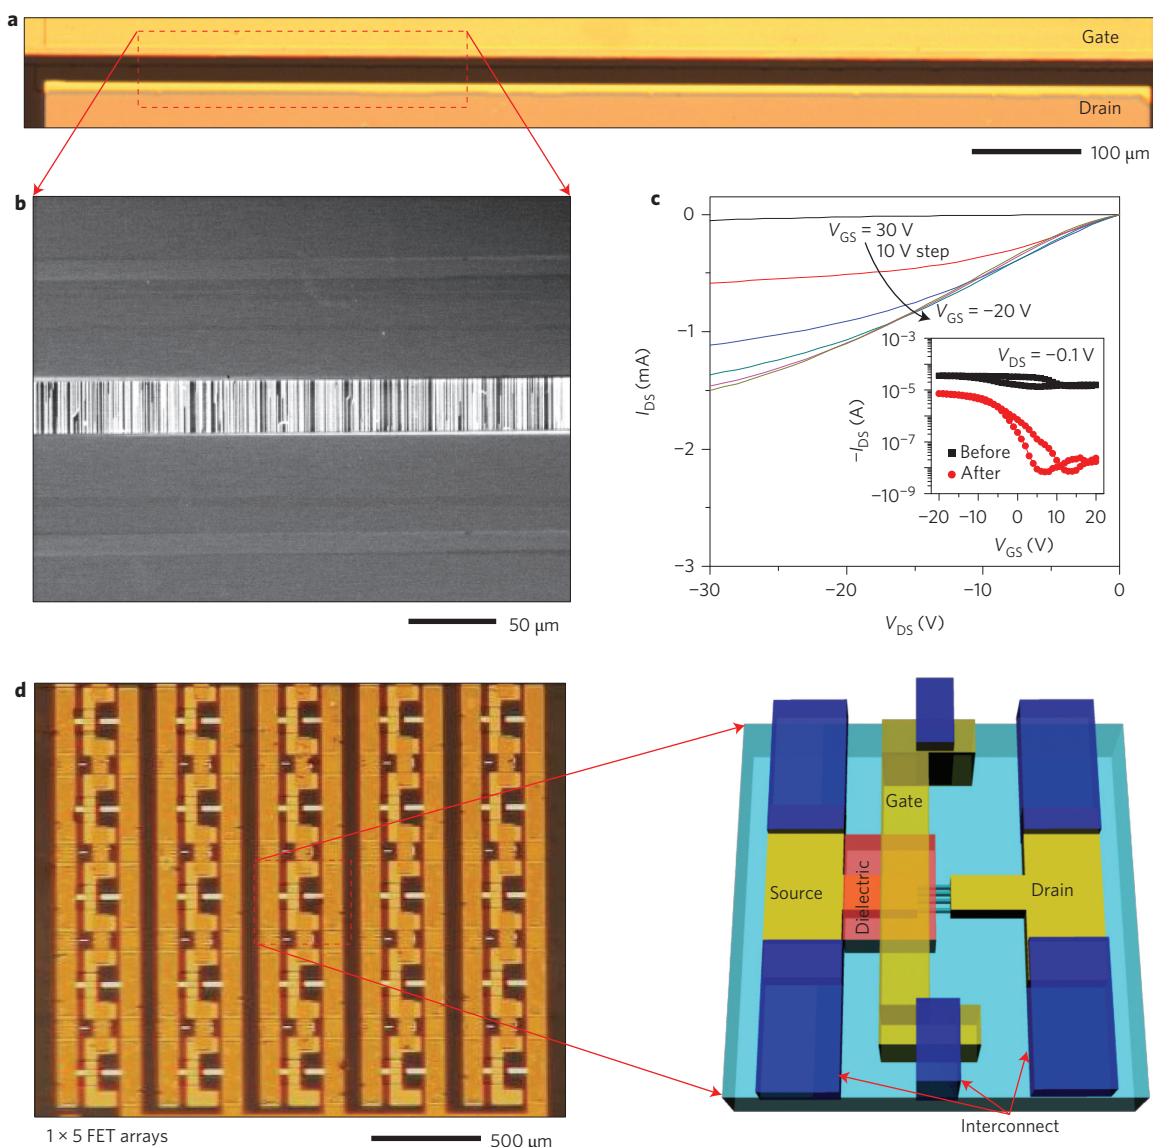 a
Gate
Drain
100 μm
b
50 μm
c
0
−1
−2
−3
I_DS (mA)
V_GS = 30 V
10 V step
V_GS = −20 V
V_DS = −0.1 V
10⁻³
10⁻⁵
10⁻⁷
10⁻⁹
−I_DS (A)
Before
After
−20 −10 0 10 20
V_GS (V)
−30 −20 −10 0
V_DS (V)
d
1 × 5 FET arrays
500 μm
Gate
Source
Dielectric
Drain
Interconnect